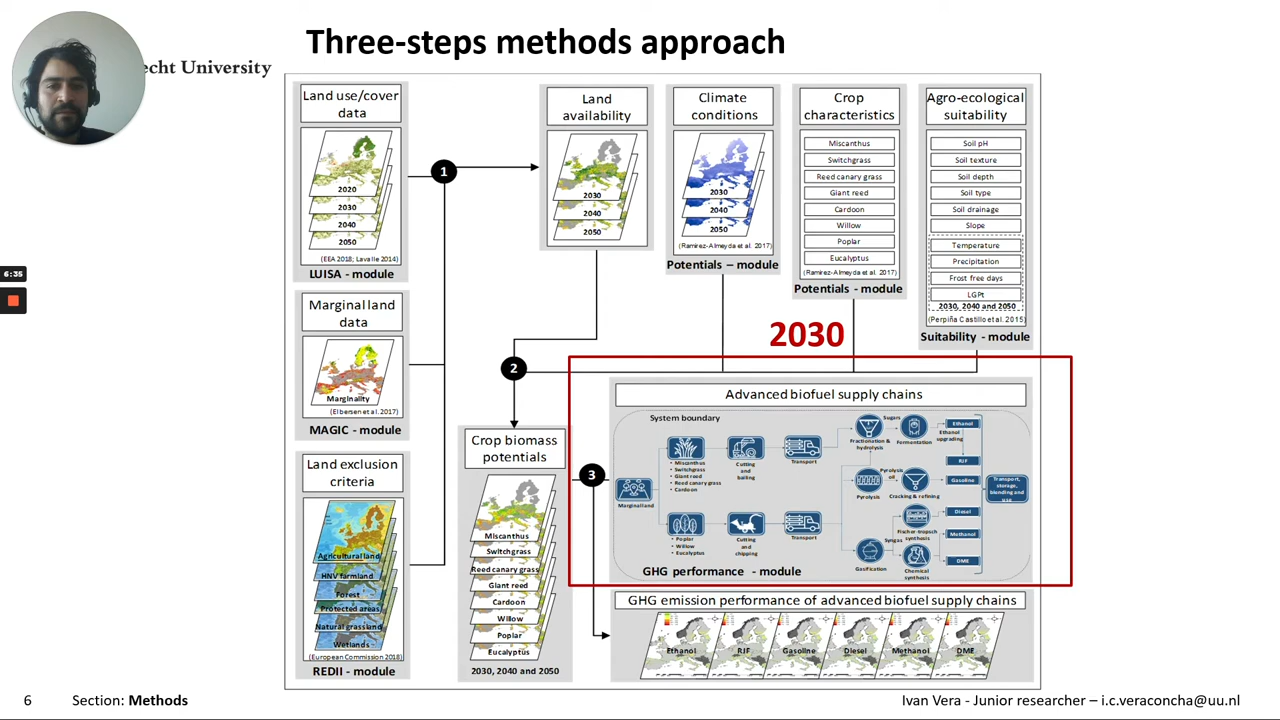 Three-steps methods approach
echt University
6:35
Land use/cover
data
2020
2030
2040
2050
(EEA 2018; Lavalle 2014)
LUISA - module
Marginal land
data
Marginality
(Elbersen et al. 2017)
MAGIC - module
Land exclusion
criteria
Agricultural land
HNV farmland
Forest
Protected areas
Natural grassland
Wetlands
(European Commission 2018)
REDII - module
1
Land
availability
2030
2040
2050
Climate
conditions
2030
2040
2050
(Ramirez-Almeyda et al. 2017)
Potentials – module
Crop
characteristics
Miscanthus
Switchgrass
Reed canary grass
Giant reed
Cardoon
Willow
Poplar
Eucalyptus
(Ramirez-Almeyda et al. 2017)
Potentials - module
Agro-ecological
suitability
Soil pH
Soil texture
Soil depth
Soil type
Soil drainage
Slope
Temperature
Precipitation
Frost free days
LGPt
2030, 2040 and 2050
(Perpiña Castillo et al. 2015)
Suitability - module
2030
2
Crop biomass
potentials
Miscanthus
Switchgrass
Reed canary grass
Giant reed
Cardoon
Willow
Poplar
Eucalyptus
2030, 2040 and 2050
3
Advanced biofuel supply chains
System boundary
Marginal land
• Miscanthus
• Switchgrass
• Giant reed
• Reed canary grass
• Cardoon
Cutting
and
bailing
Transport
Fractionation &
hydrolysis
Sugars
Fermentation
Ethanol
Ethanol
upgrading
RJF
Pyrolysis
Pyrolysis
oil
Cracking & refining
Gasoline
Transport,
storage,
blending and
use
• Poplar
• Willow
• Eucalyptus
Cutting
and
chipping
Transport
Gasification
Syngas
Fischer-tropsch
synthesis
Diesel
Methanol
Chemical
synthesis
DME
GHG performance - module
GHG emission performance of advanced biofuel supply chains
Ethanol
RJF
Gasoline
Diesel
Methanol
DME
6
Section: Methods
Ivan Vera - Junior researcher – i.c.veraconcha@uu.nl